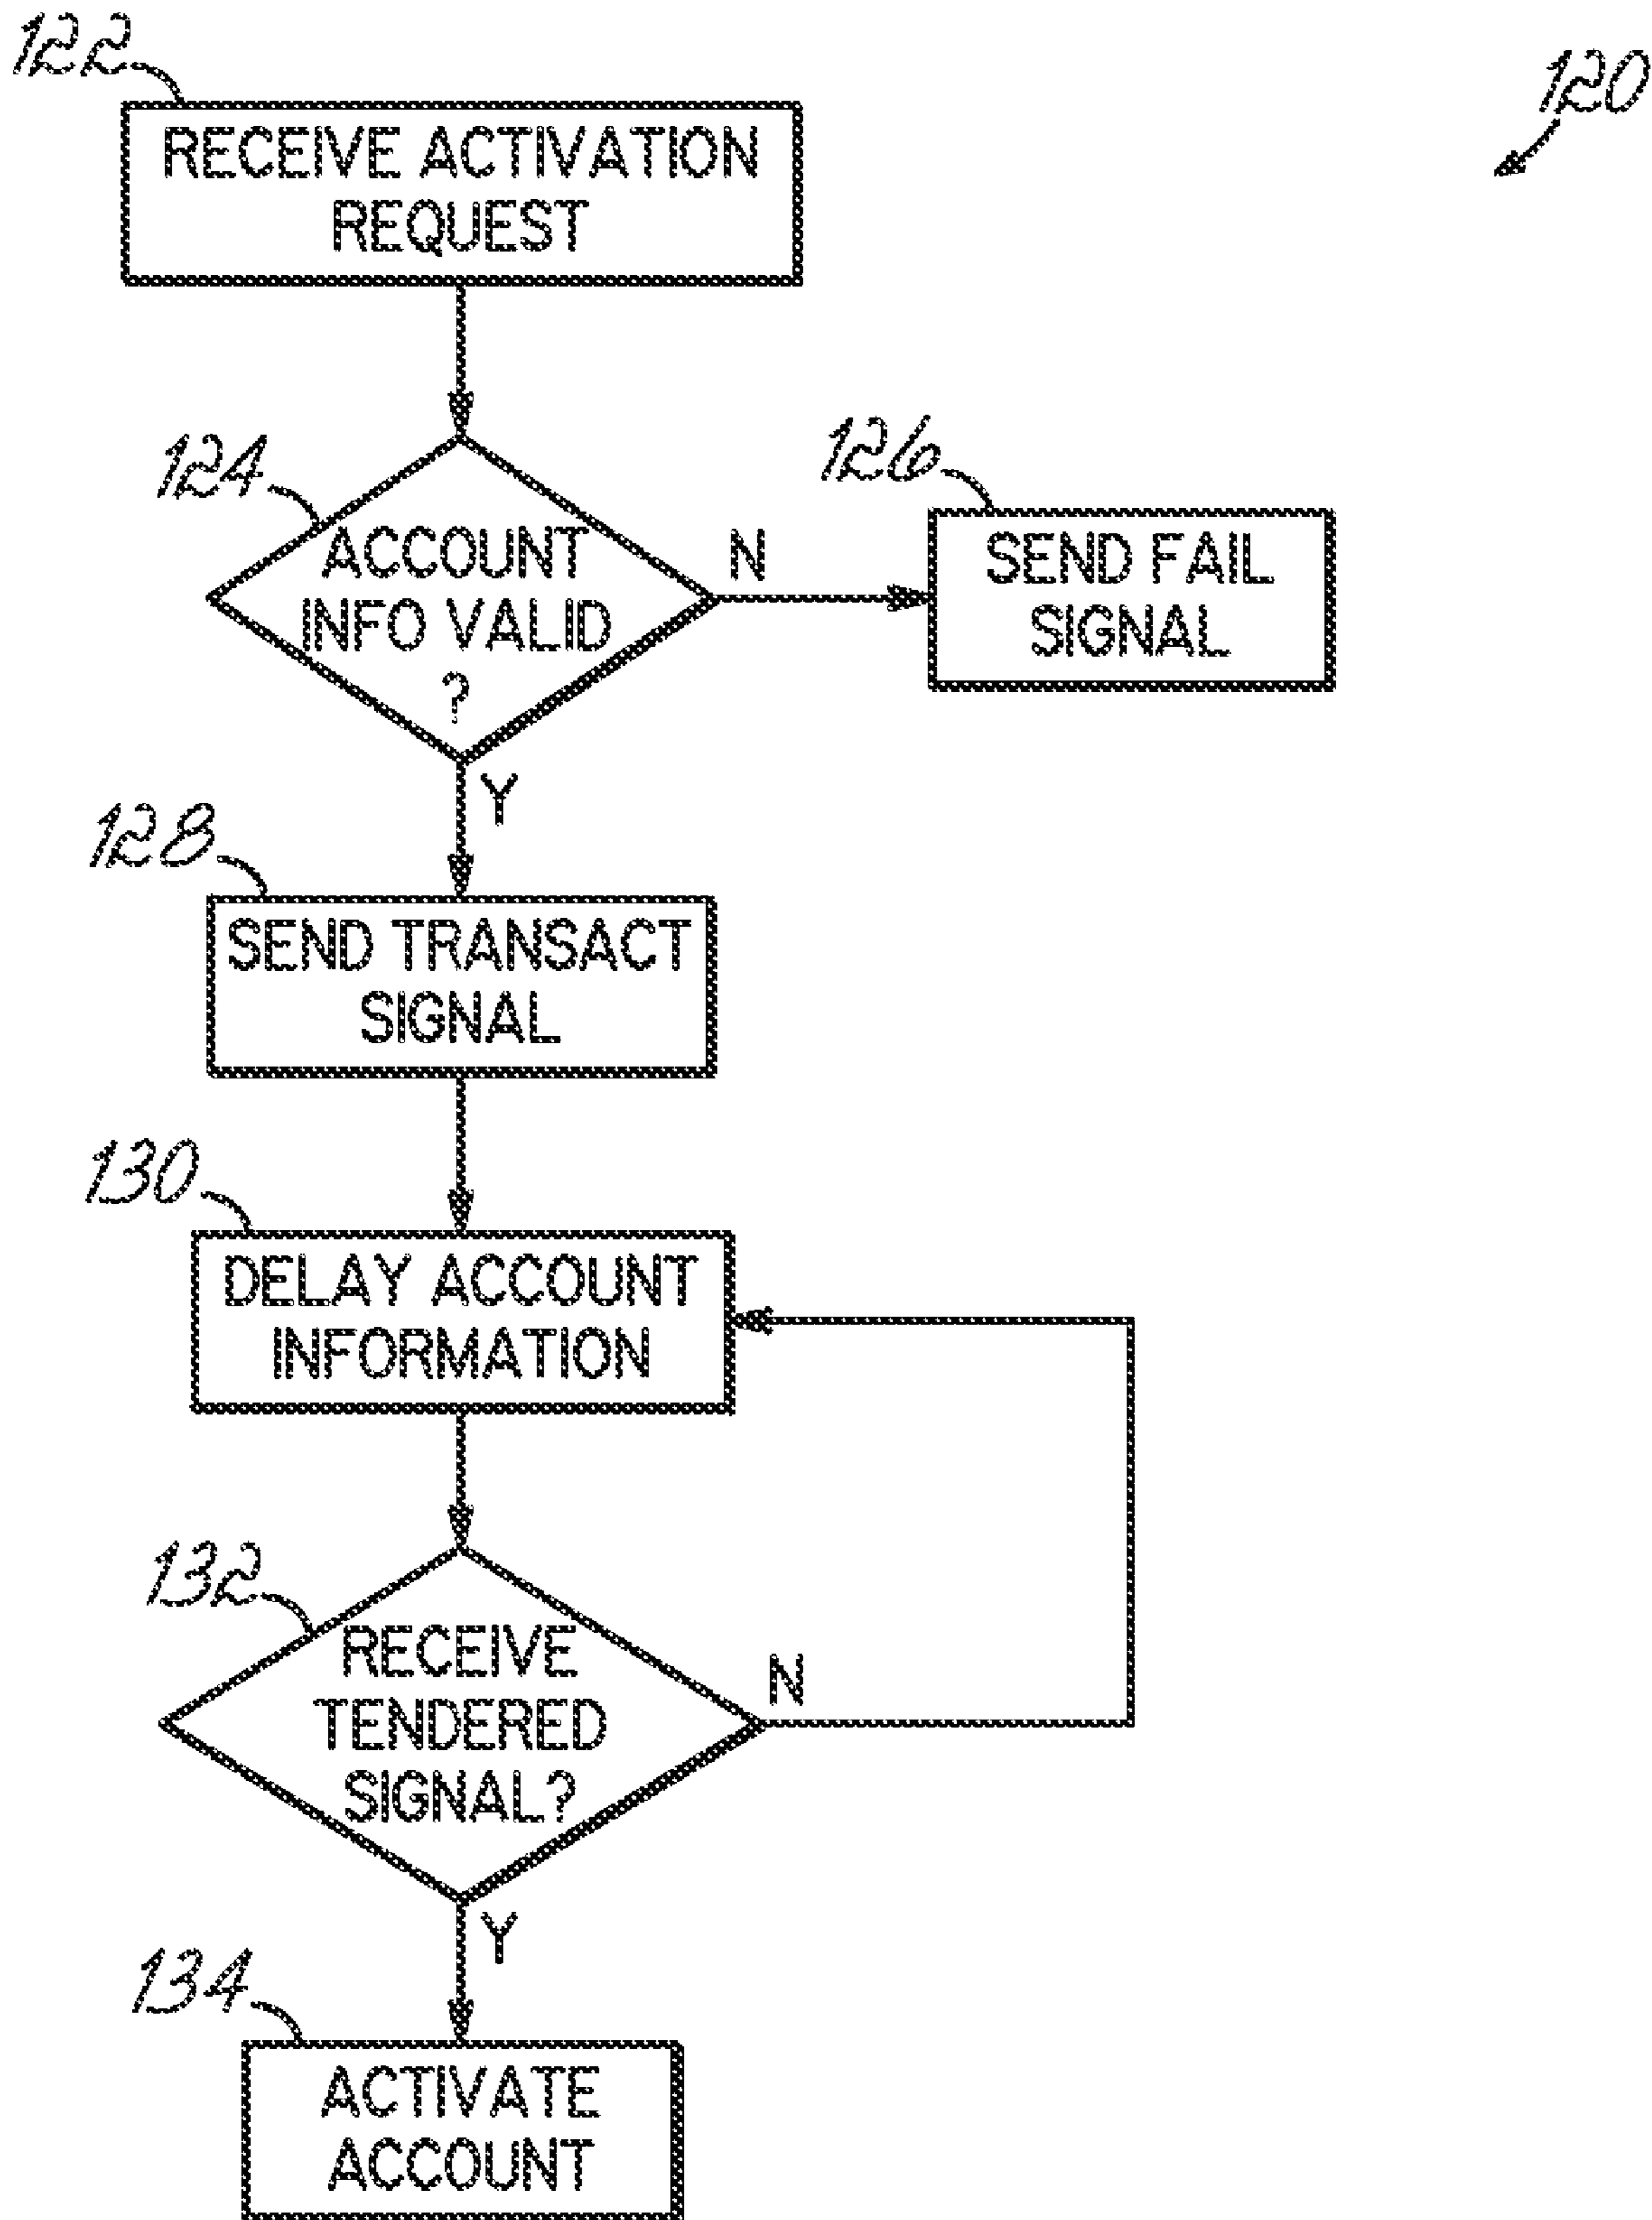 122
120
RECEIVE ACTIVATION
REQUEST
124
ACCOUNT
INFO VALID
?
N
126
SEND FAIL
SIGNAL
Y
128
SEND TRANSACT
SIGNAL
130
DELAY ACCOUNT
INFORMATION
132
RECEIVE
TENDERED
SIGNAL?
N
Y
134
ACTIVATE
ACCOUNT